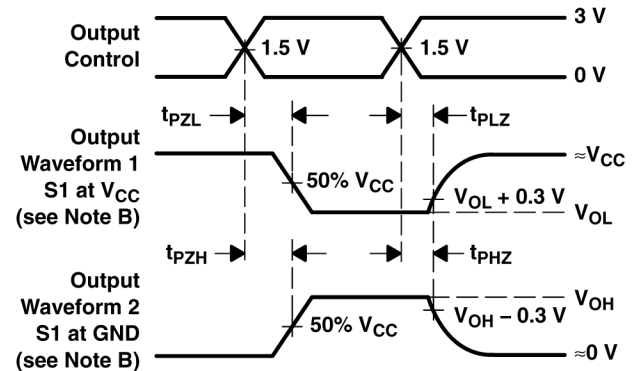 3 V
Output
Control
1.5 V
1.5 V
0 V
tPZL
tPLZ
Output
Waveform 1
S1 at VCC
(see Note B)
≈VCC
50% VCC
VOL + 0.3 V
VOL
tPZH
tPHZ
Output
Waveform 2
S1 at GND
(see Note B)
VOH
VOH − 0.3 V
50% VCC
≈0 V